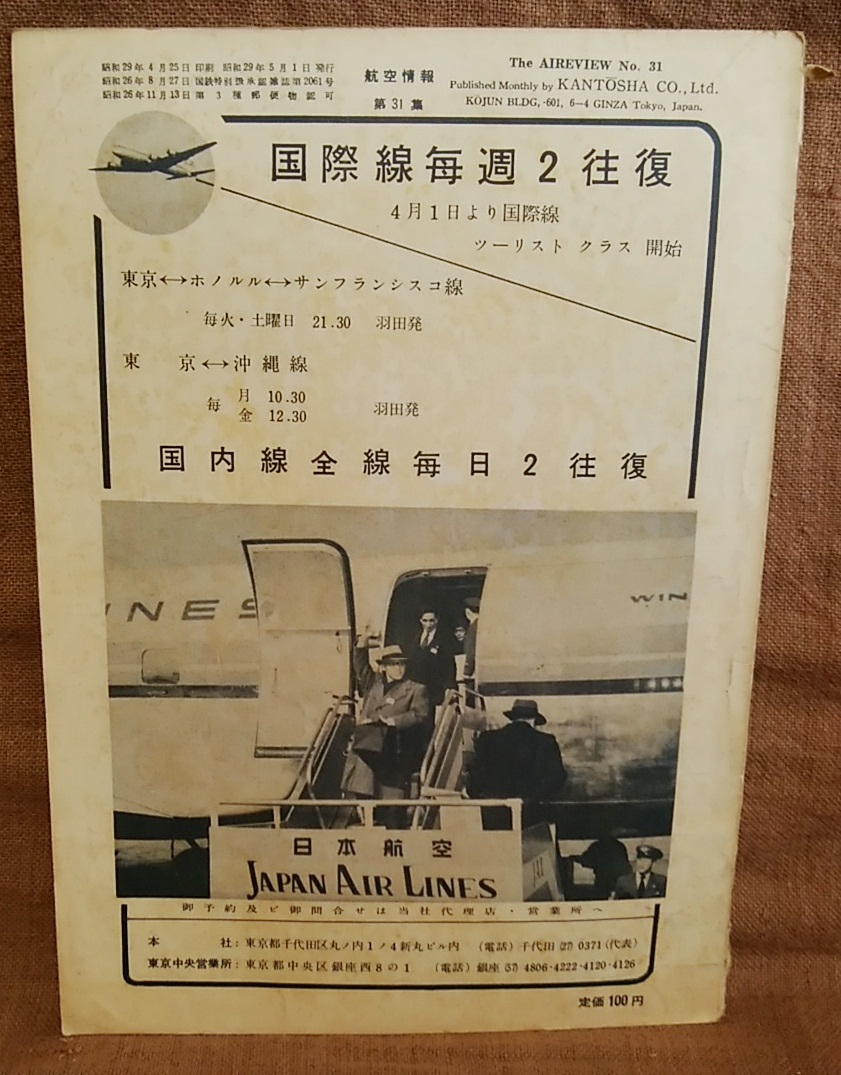 昭和29年4月25日 印刷 昭和29年5月1日 発行
昭和26年8月27日 国鉄特別扱承認雑誌第2061号
昭和26年11月13日 第3種郵便物認可
航空情報
第31集
The AIREVIEW No. 31
Published Monthly by KANTŌSHA CO., Ltd.
KŌJUN BLDG, 601, 6—4 GINZA Tokyo, Japan.
国際線毎週2往復
4月1日より国際線
ツーリスト クラス 開始
東京↔ホノルル↔サンフランシスコ線
毎火・土曜日 21.30 羽田発
東京↔沖縄線
毎 月 10.30
金 12.30 羽田発
国内線全線毎日2往復
INES
WIN
日本航空
JAPAN AIR LINES
御予約及ビ御問合せは当社代理店・営業所へ
本社:東京都千代田区丸ノ内1ノ4新丸ビル内 (電話)千代田(27)0371(代表)
東京中央営業所:東京都中央区銀座西8の1 (電話)銀座(57)4806・4222・4120・4126
定価100円